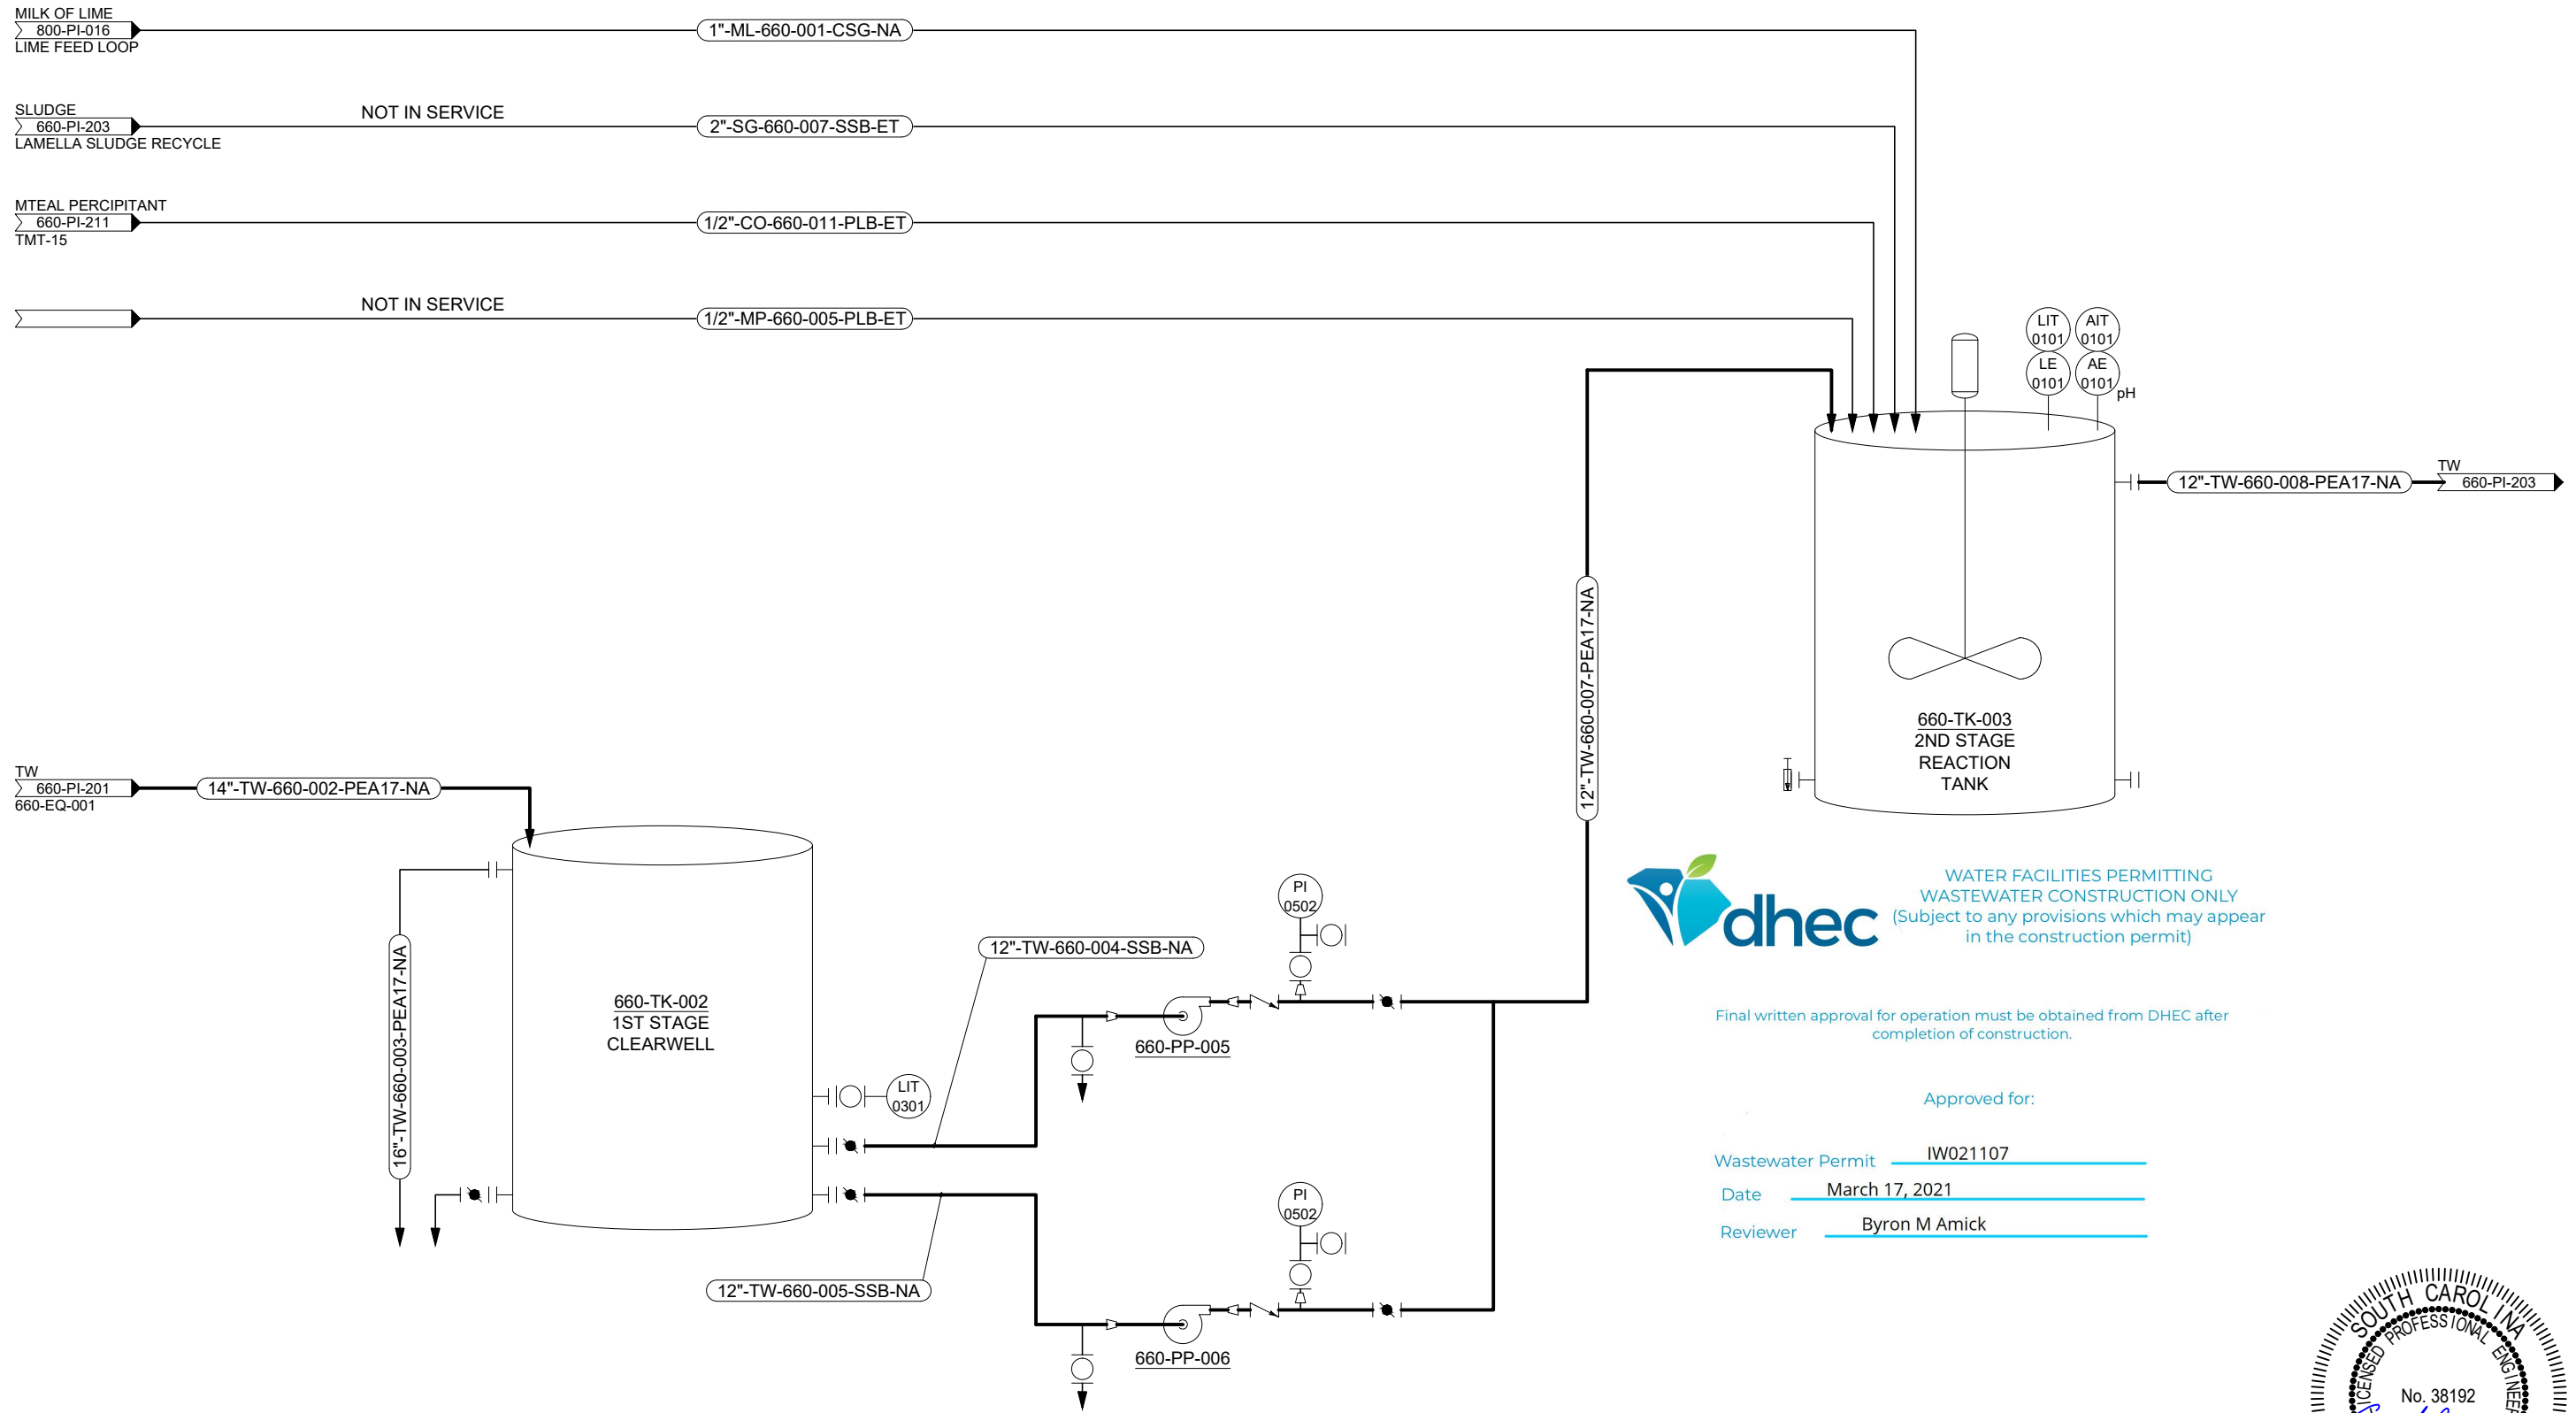 MILK OF LIME
800-PI-016
LIME FEED LOOP
1"-ML-660-001-CSG-NA
SLUDGE
660-PI-203
LAMELLA SLUDGE RECYCLE
NOT IN SERVICE
2"-SG-660-007-SSB-ET
MTEAL PERCIPITANT
660-PI-211
TMT-15
1/2"-CO-660-011-PLB-ET
NOT IN SERVICE
1/2"-MP-660-005-PLB-ET
LIT
0101
AIT
0101
LE
0101
AE
0101
pH
TW
660-PI-203
12"-TW-660-008-PEA17-NA
12"-TW-660-007-PEA17-NA
660-TK-003
2ND STAGE
REACTION
TANK
TW
660-PI-201
660-EQ-001
14"-TW-660-002-PEA17-NA
16"-TW-660-003-PEA17-NA
660-TK-002
1ST STAGE
CLEARWELL
LIT
0301
12"-TW-660-004-SSB-NA
12"-TW-660-005-SSB-NA
PI
0502
660-PP-005
PI
0502
660-PP-006
dhec
WATER FACILITIES PERMITTING
WASTEWATER CONSTRUCTION ONLY
(Subject to any provisions which may appear
in the construction permit)
Final written approval for operation must be obtained from DHEC after
completion of construction.
Approved for:
Wastewater Permit IW021107
Date March 17, 2021
Reviewer Byron M Amick
SOUTH CAROLINA
LICENSED PROFESSIONAL ENGINEER
No. 38192